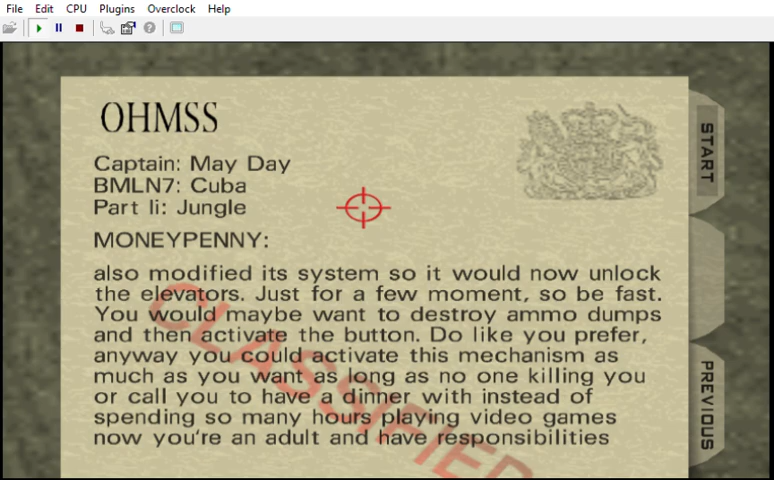 File Edit CPU Plugins Overclock Help
OHMSS
Captain: May Day
BMLN7: Cuba
Part Ii: Jungle
MONEYPENNY:
also modified its system so it would now unlock
the elevators. Just for a few moment, so be fast.
You would maybe want to destroy ammo dumps
and then activate the button. Do like you prefer,
anyway you could activate this mechanism as
much as you want as long as no one killing you
or call you to have a dinner with instead of
spending so many hours playing video games
now you're an adult and have responsibilities
CLASSIFIED
START
PREVIOUS